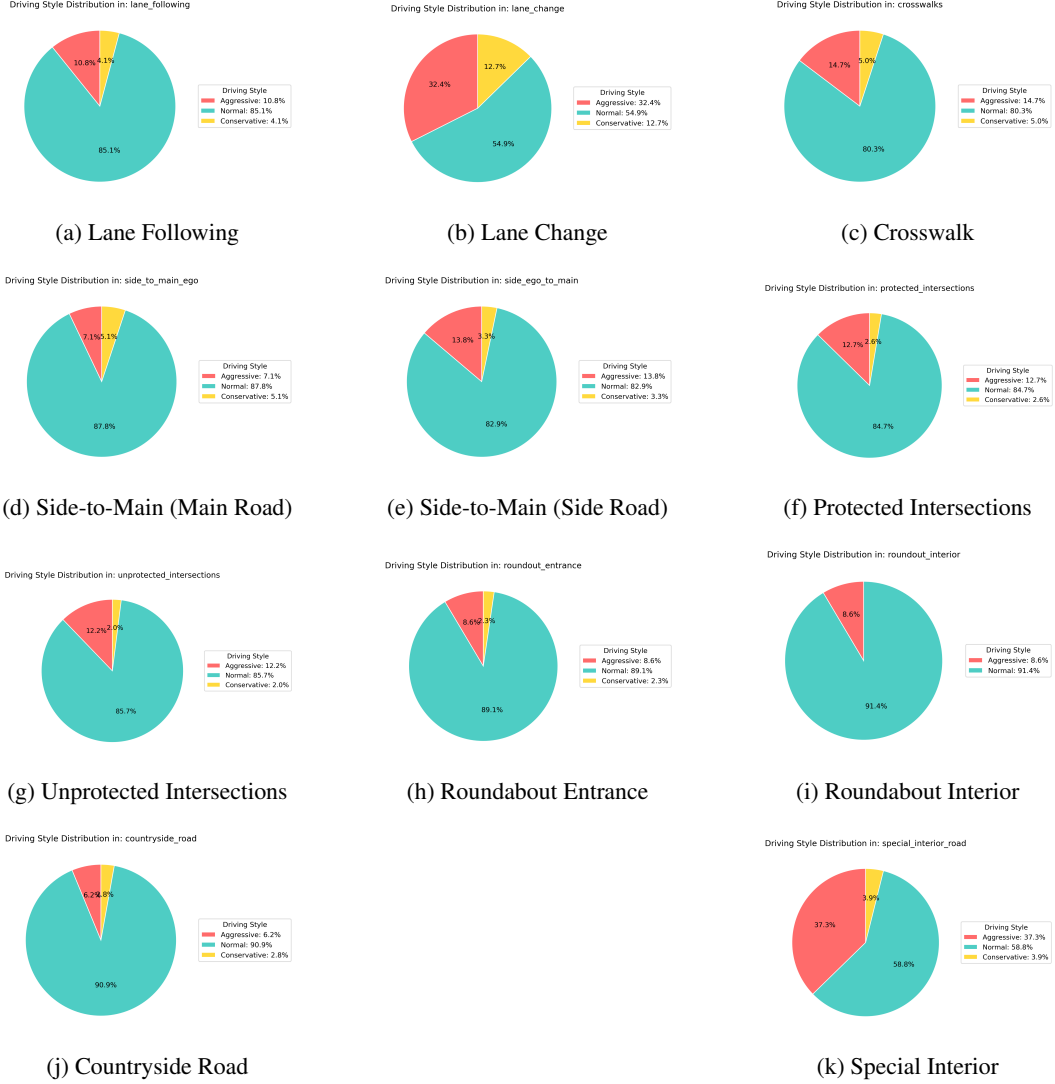 Driving Style Distribution in: lane_following
10.8%
4.1%
85.1%
Driving Style
Aggressive: 10.8%
Normal: 85.1%
Conservative: 4.1%
(a) Lane Following
Driving Style Distribution in: lane_change
32.4%
12.7%
54.9%
Driving Style
Aggressive: 32.4%
Normal: 54.9%
Conservative: 12.7%
(b) Lane Change
Driving Style Distribution in: crosswalks
14.7%
5.0%
80.3%
Driving Style
Aggressive: 14.7%
Normal: 80.3%
Conservative: 5.0%
(c) Crosswalk
Driving Style Distribution in: side_to_main_ego
7.1%
5.1%
87.8%
Driving Style
Aggressive: 7.1%
Normal: 87.8%
Conservative: 5.1%
(d) Side-to-Main (Main Road)
Driving Style Distribution in: side_ego_to_main
13.8%
3.3%
82.9%
Driving Style
Aggressive: 13.8%
Normal: 82.9%
Conservative: 3.3%
(e) Side-to-Main (Side Road)
Driving Style Distribution in: protected_intersections
12.7%
2.6%
84.7%
Driving Style
Aggressive: 12.7%
Normal: 84.7%
Conservative: 2.6%
(f) Protected Intersections
Driving Style Distribution in: unprotected_intersections
12.2%
2.0%
85.7%
Driving Style
Aggressive: 12.2%
Normal: 85.7%
Conservative: 2.0%
(g) Unprotected Intersections
Driving Style Distribution in: roundout_entrance
8.6%
2.3%
89.1%
Driving Style
Aggressive: 8.6%
Normal: 89.1%
Conservative: 2.3%
(h) Roundabout Entrance
Driving Style Distribution in: roundout_interior
8.6%
91.4%
Driving Style
Aggressive: 8.6%
Normal: 91.4%
(i) Roundabout Interior
Driving Style Distribution in: countryside_road
6.2%
2.8%
90.9%
Driving Style
Aggressive: 6.2%
Normal: 90.9%
Conservative: 2.8%
(j) Countryside Road
Driving Style Distribution in: special_interior_road
37.3%
3.9%
58.8%
Driving Style
Aggressive: 37.3%
Normal: 58.8%
Conservative: 3.9%
(k) Special Interior